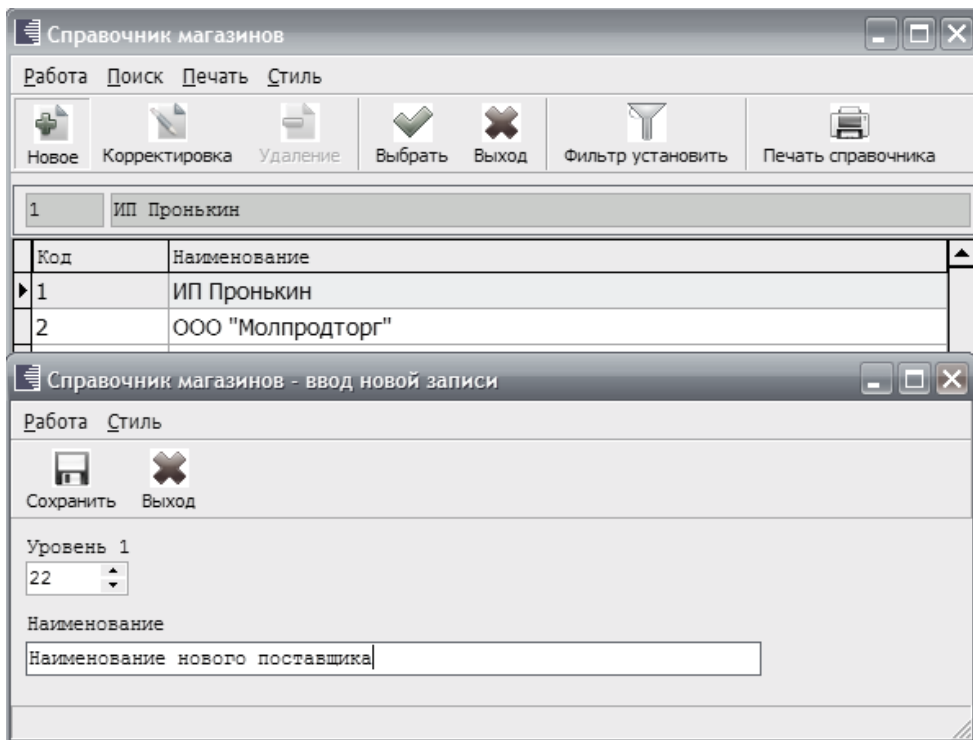 Справочник магазинов
Работа Поиск Печать Стиль
Новое Корректировка Удаление Выбрать Выход Фильтр установить Печать справочника
1 ИП Пронькин
Код Наименование
1 ИП Пронькин
2 ООО "Молпродторг"
Справочник магазинов - ввод новой записи
Работа Стиль
Сохранить Выход
Уровень 1
22
Наименование
Наименование нового поставщика